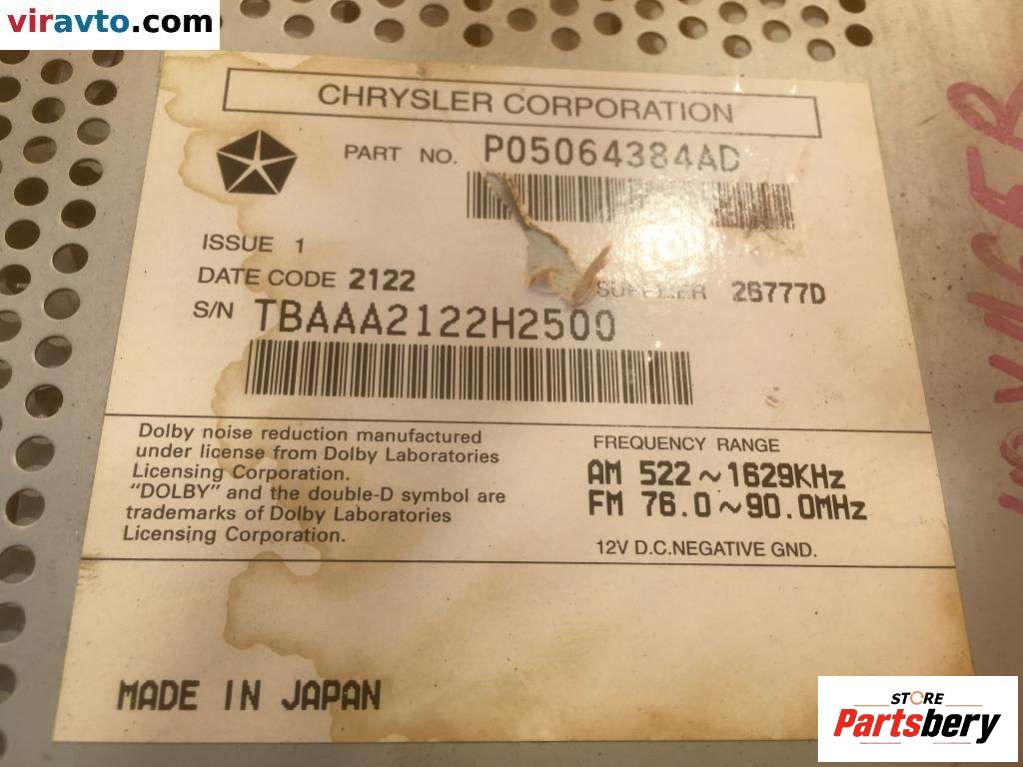 viravto.com
CHRYSLER CORPORATION
PART NO. P05064384AD
ISSUE 1
DATE CODE 2122
SUPPLIER 26777D
S/N TBAAA2122H2500
Dolby noise reduction manufactured
under license from Dolby Laboratories
Licensing Corporation.
"DOLBY" and the double-D symbol are
trademarks of Dolby Laboratories
Licensing Corporation.
FREQUENCY RANGE
AM 522~1629KHz
FM 76.0~90.0MHz
12V D.C.NEGATIVE GND.
MADE IN JAPAN
STORE
Partsbery